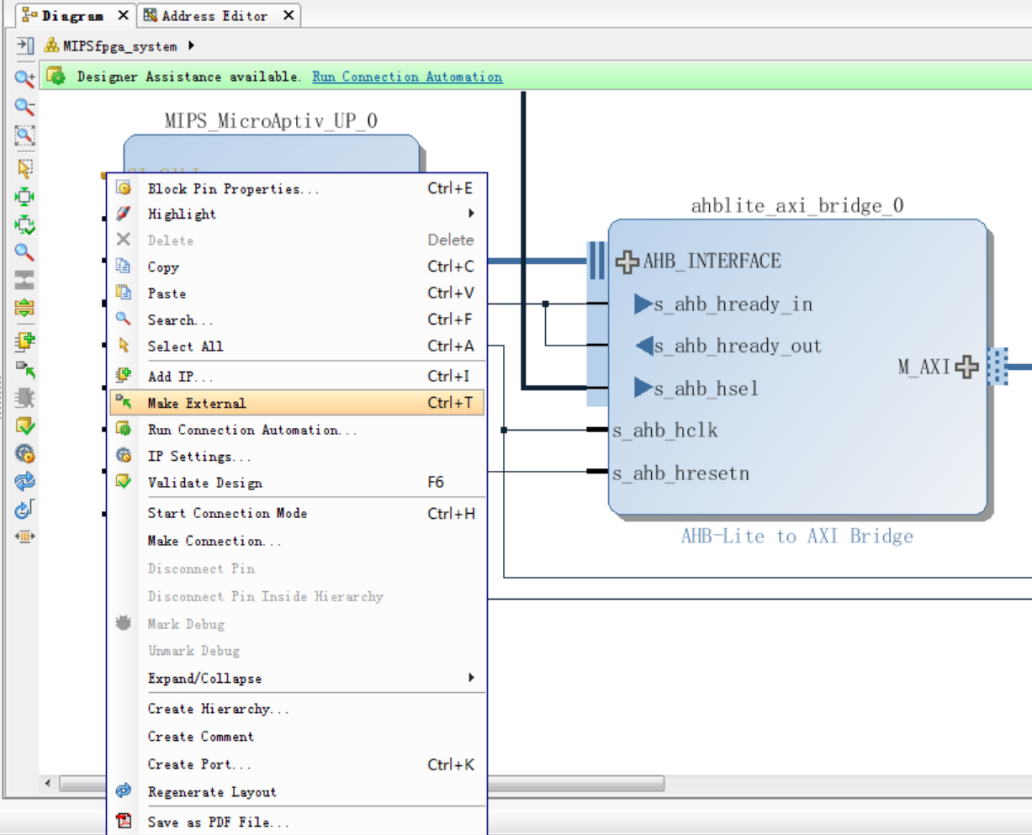 Diagram Address Editor
MIPSfpga_system
Designer Assistance available. Run Connection Automation
MIPS_MicroAptiv_UP_0
Block Pin Properties... Ctrl+E
Highlight
Delete Delete
Copy Ctrl+C
Paste Ctrl+V
Search... Ctrl+F
Select All Ctrl+A
Add IP... Ctrl+I
Make External Ctrl+T
Run Connection Automation...
IP Settings...
Validate Design F6
Start Connection Mode Ctrl+H
Make Connection...
Disconnect Pin
Disconnect Pin Inside Hierarchy
Mark Debug
Unmark Debug
Expand/Collapse
Create Hierarchy...
Create Comment
Create Port... Ctrl+K
Regenerate Layout
Save as PDF File...
ahblite_axi_bridge_0
AHB_INTERFACE
s_ahb_hready_in
s_ahb_hready_out
M_AXI
s_ahb_hsel
s_ahb_hclk
s_ahb_hresetn
AHB-Lite to AXI Bridge